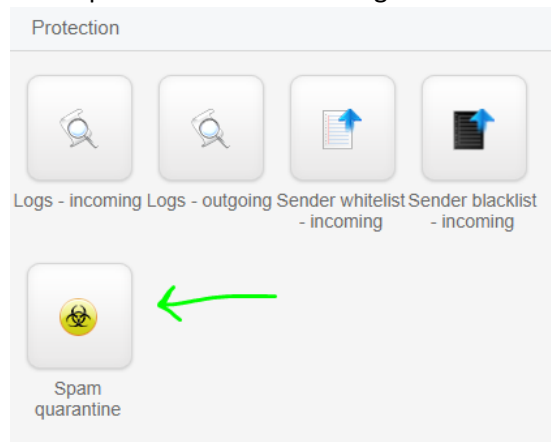 Protection
Logs - incoming Logs - outgoing Sender whitelist Sender blacklist
- incoming - incoming
Spam
quarantine